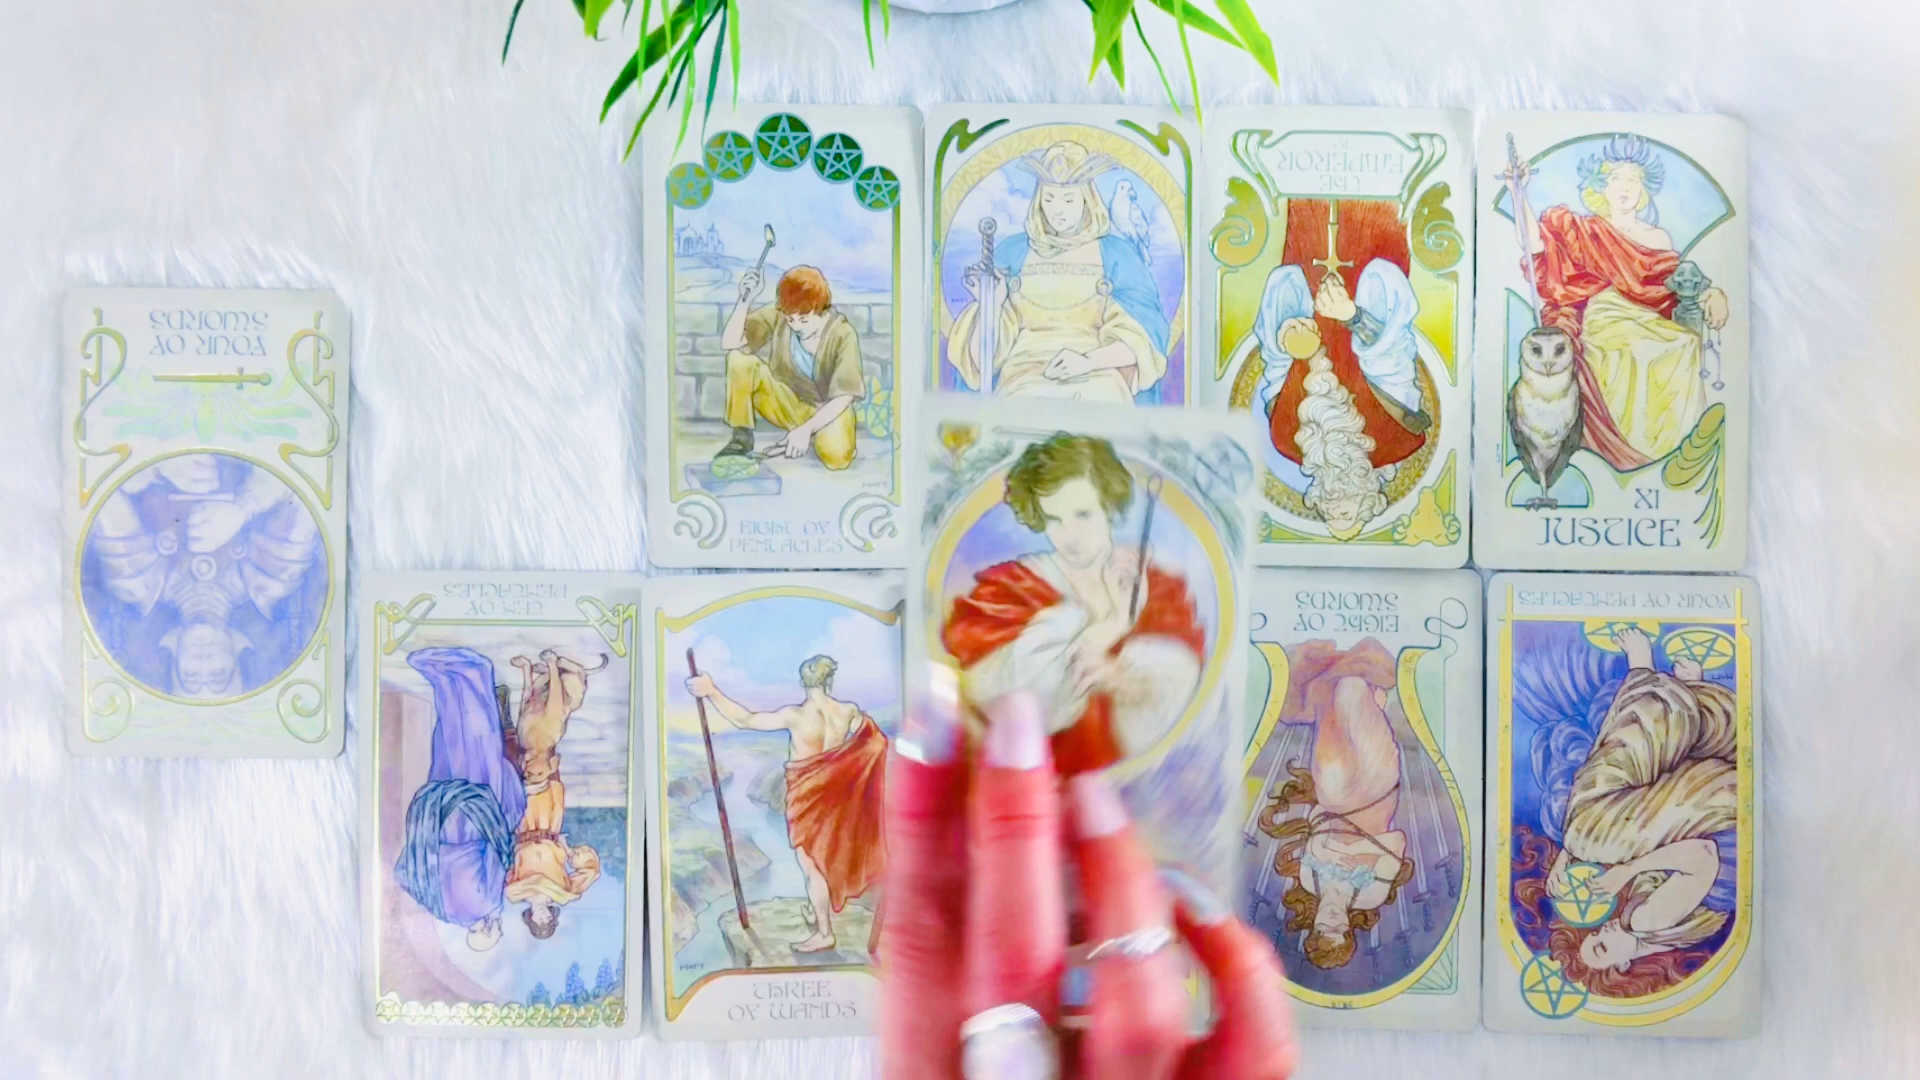 FOUR OF
SWORDS
EIGHT OF
PENTACLES
THE
EMPEROR
IV
XI
JUSTICE
TEN OF
PENTACLES
THREE
OF WANDS
EIGHT OF
SWORDS
FOUR OF PENTACLES